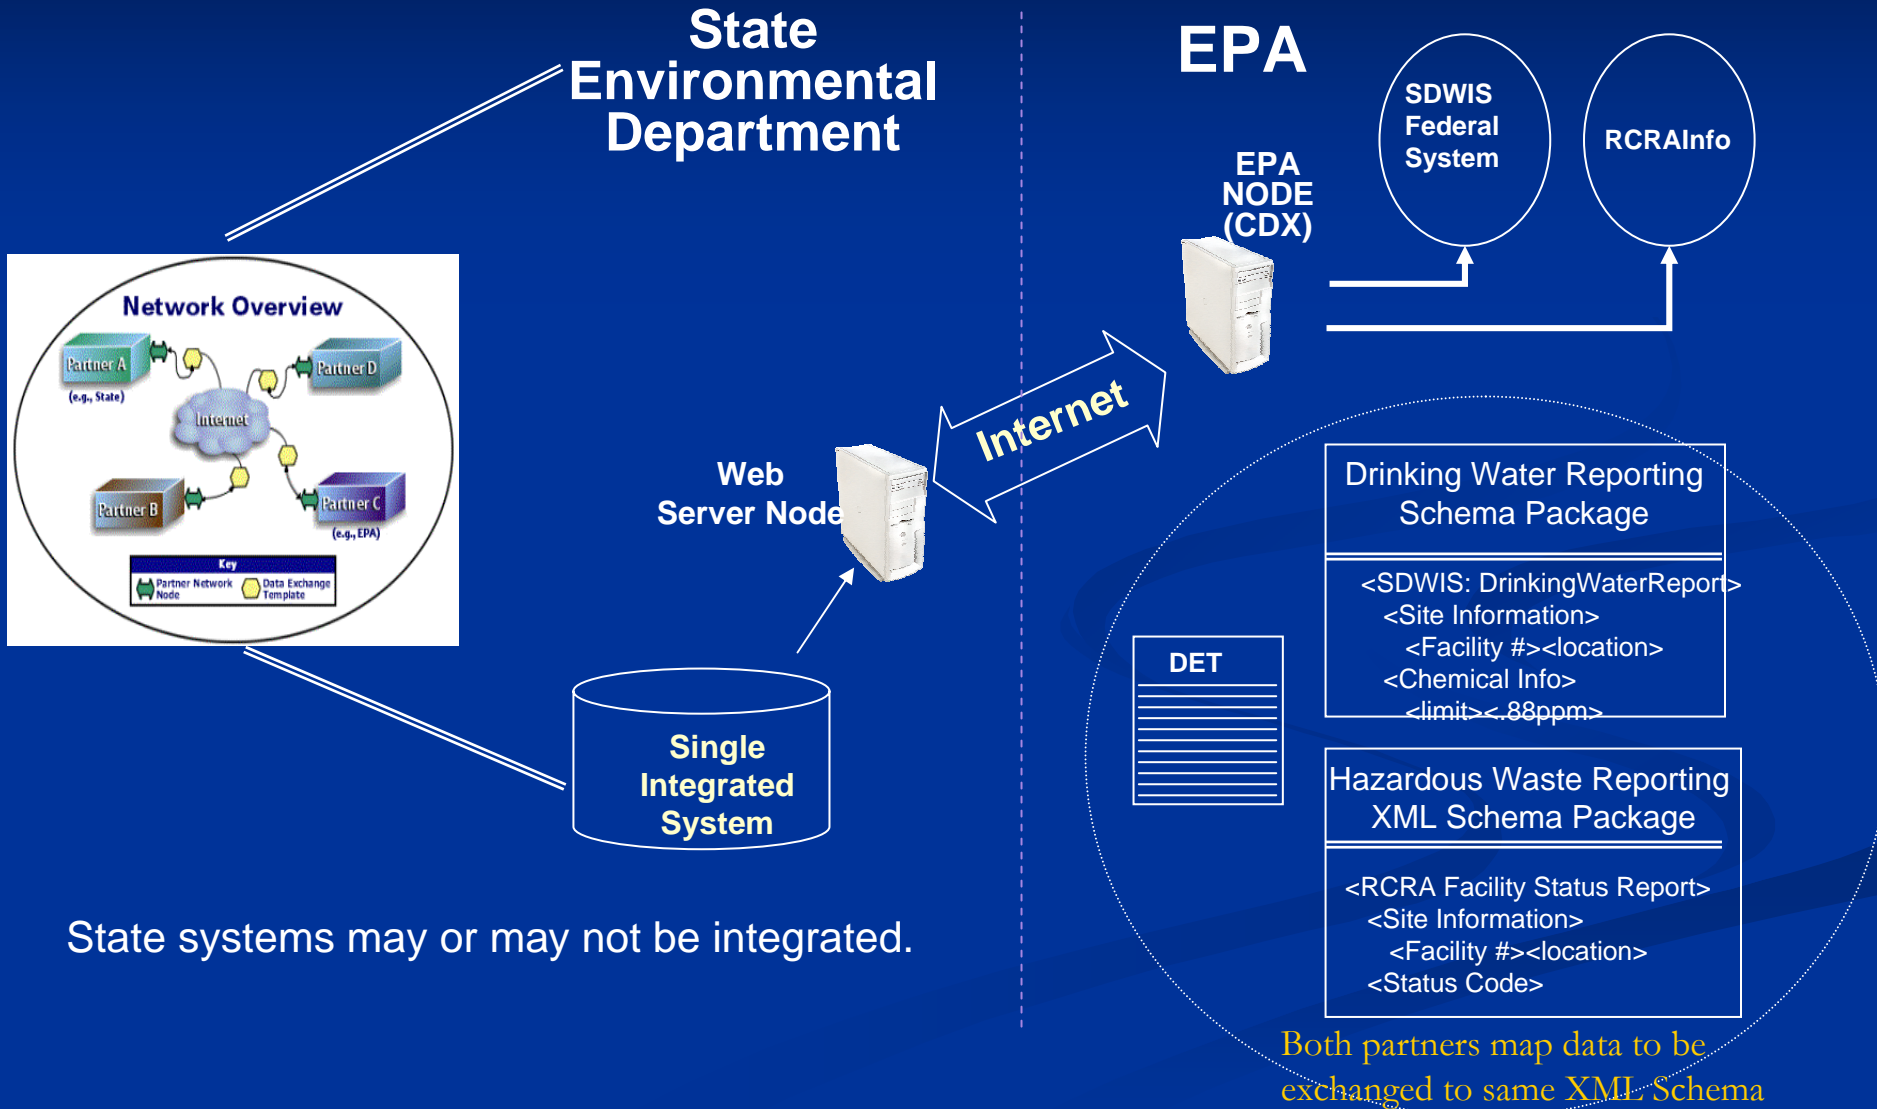 State
Environmental
Department
EPA
SDWIS
Federal
System
RCRAInfo
EPA
NODE
(CDX)
Network Overview
Partner A
(e.g., State)
Partner D
Internet
Partner B
Partner C
(e.g., EPA)
Key
Partner Network
Node
Data Exchange
Template
Internet
Web
Server Node
Single
Integrated
System
State systems may or may not be integrated.
DET
Drinking Water Reporting
Schema Package
<SDWIS: DrinkingWaterReport>
<Site Information>
<Facility #><location>
<Chemical Info>
<limit><.88ppm>
Hazardous Waste Reporting
XML Schema Package
<RCRA Facility Status Report>
<Site Information>
<Facility #><location>
<Status Code>
Both partners map data to be
exchanged to same XML Schema